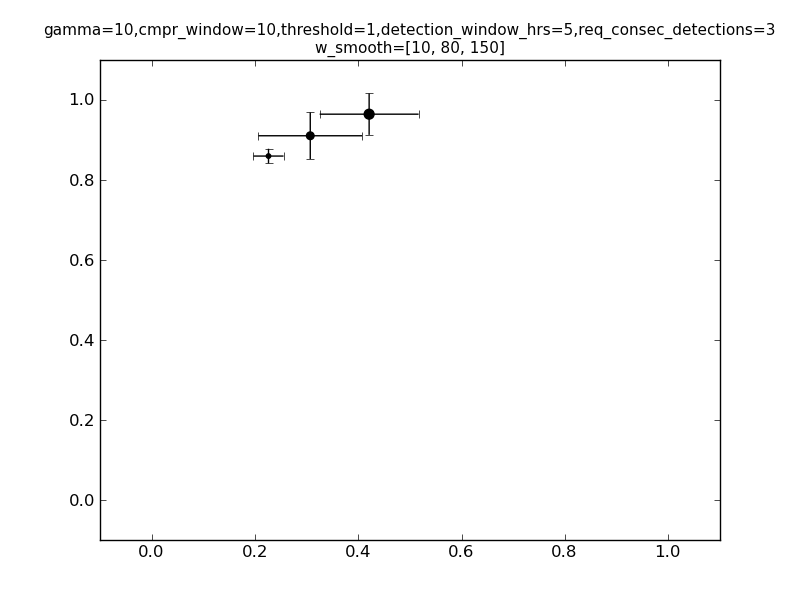 gamma=10,cmpr_window=10,threshold=1,detection_window_hrs=5,req_consec_detections=3
w_smooth=[10, 80, 150]
1.0
0.8
0.6
0.4
0.2
0.0
0.0 0.2 0.4 0.6 0.8 1.0